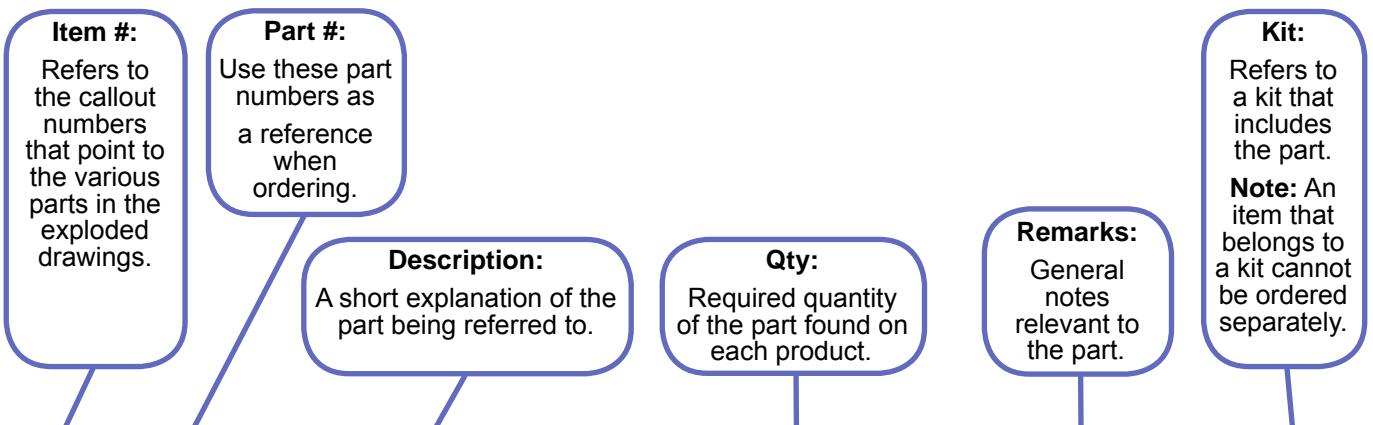 Item #:
Refers to
the callout
numbers
that point to
the various
parts in the
exploded
drawings.
Part #:
Use these part
numbers as
a reference
when
ordering.
Description:
A short explanation of the
part being referred to.
Qty:
Required quantity
of the part found on
each product.
Remarks:
General
notes
relevant to
the part.
Kit:
Refers to
a kit that
includes
the part.
Note: An
item that
belongs to
a kit cannot
be ordered
separately.